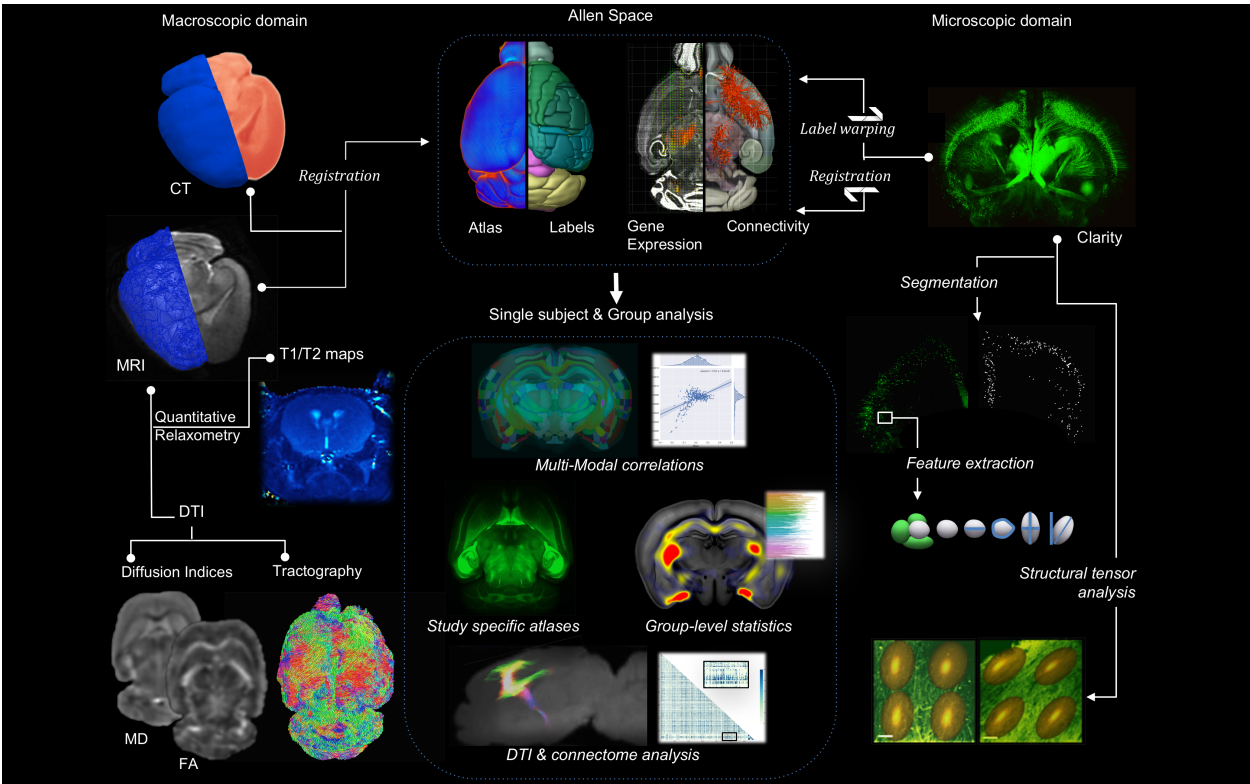 Macroscopic domain
Allen Space
Microscopic domain
CT
Registration
Atlas
Labels
Gene
Expression
Connectivity
Label warping
Registration
Clarity
MRI
T1/T2 maps
Quantitative
Relaxometry
DTI
Diffusion Indices
Tractography
MD
FA
Single subject & Group analysis
Multi-Modal correlations
Study specific atlases
Group-level statistics
DTI & connectome analysis
Segmentation
Feature extraction
Structural tensor
analysis